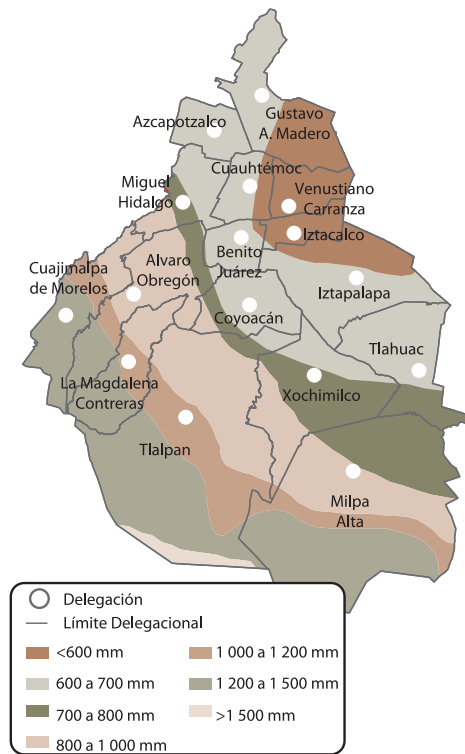 Gustavo
A. Madero
Azcapotzalco
Cuauhtémoc
Miguel
Hidalgo
Venustiano
Carranza
Iztacalco
Benito
Juárez
Alvaro
Obregón
Cuajimalpa
de Morelos
Iztapalapa
Coyoacán
Tlahuac
La Magdalena
Contreras
Xochimilco
Tlalpan
Milpa
Alta
Delegación
Límite Delegacional
<600 mm
1 000 a 1 200 mm
600 a 700 mm
1 200 a 1 500 mm
700 a 800 mm
>1 500 mm
800 a 1 000 mm